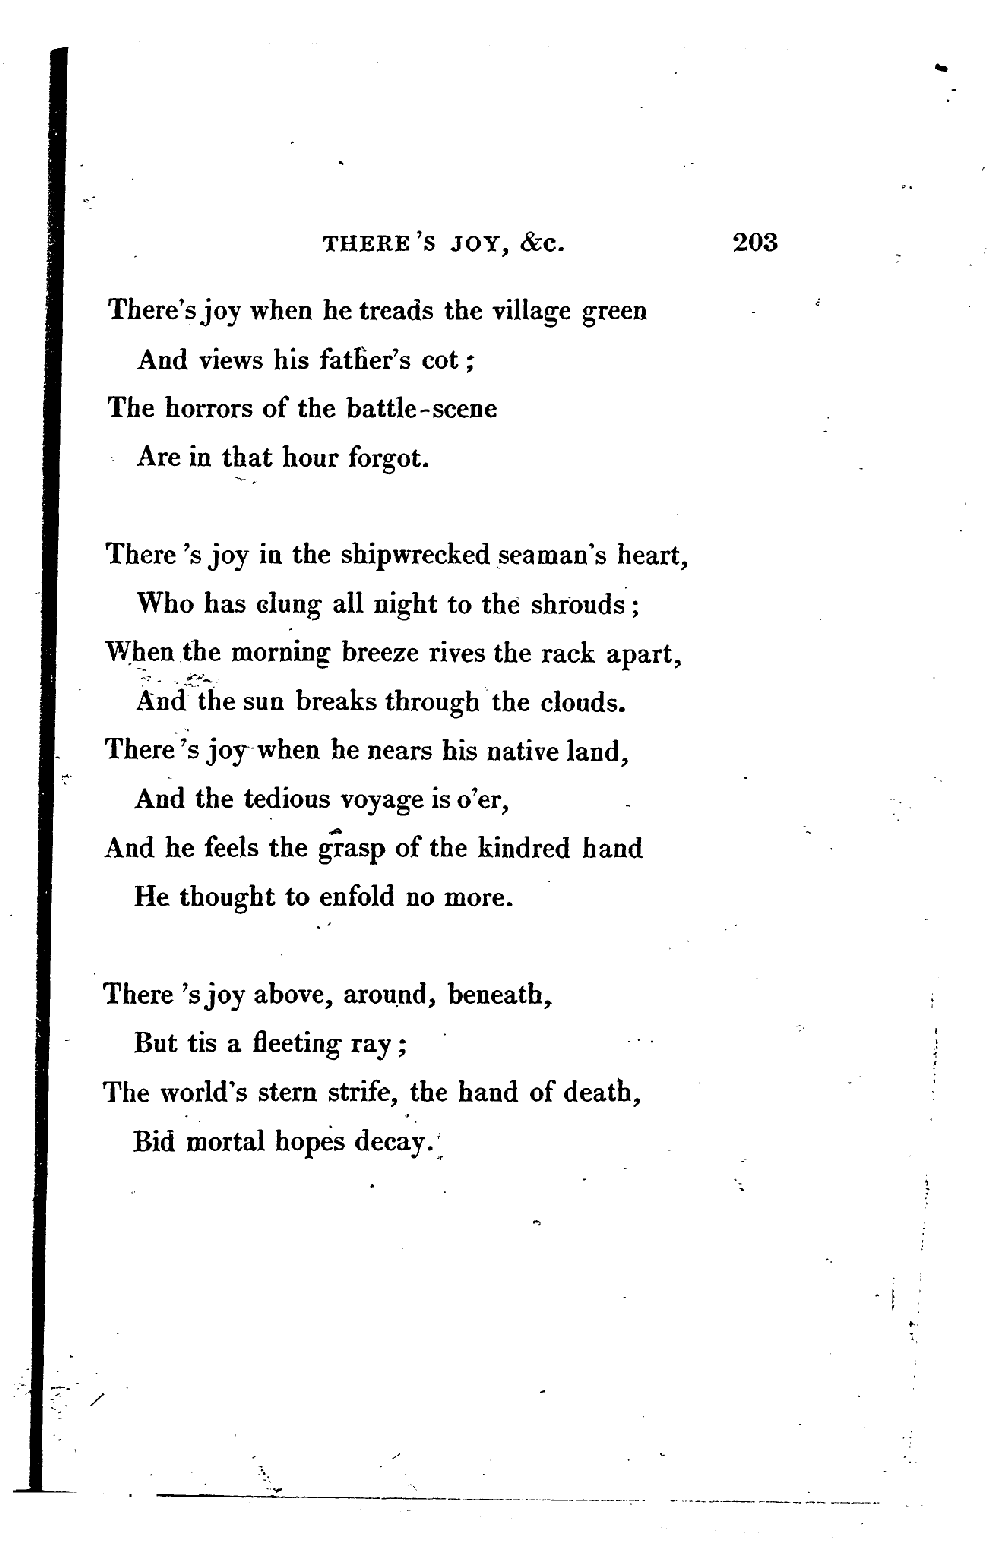 THERE'S JOY, &c. 203
There's joy when he treads the village green
And views his father's cot;
The horrors of the battle-scene
Are in that hour forgot.
There's joy in the shipwrecked seaman's heart,
Who has clung all night to the shrouds;
When the morning breeze rives the rack apart,
And the sun breaks through the clouds.
There's joy when he nears his native land,
And the tedious voyage is o'er,
And he feels the grasp of the kindred hand
He thought to enfold no more.
There's joy above, around, beneath,
But tis a fleeting ray;
The world's stern strife, the hand of death,
Bid mortal hopes decay.